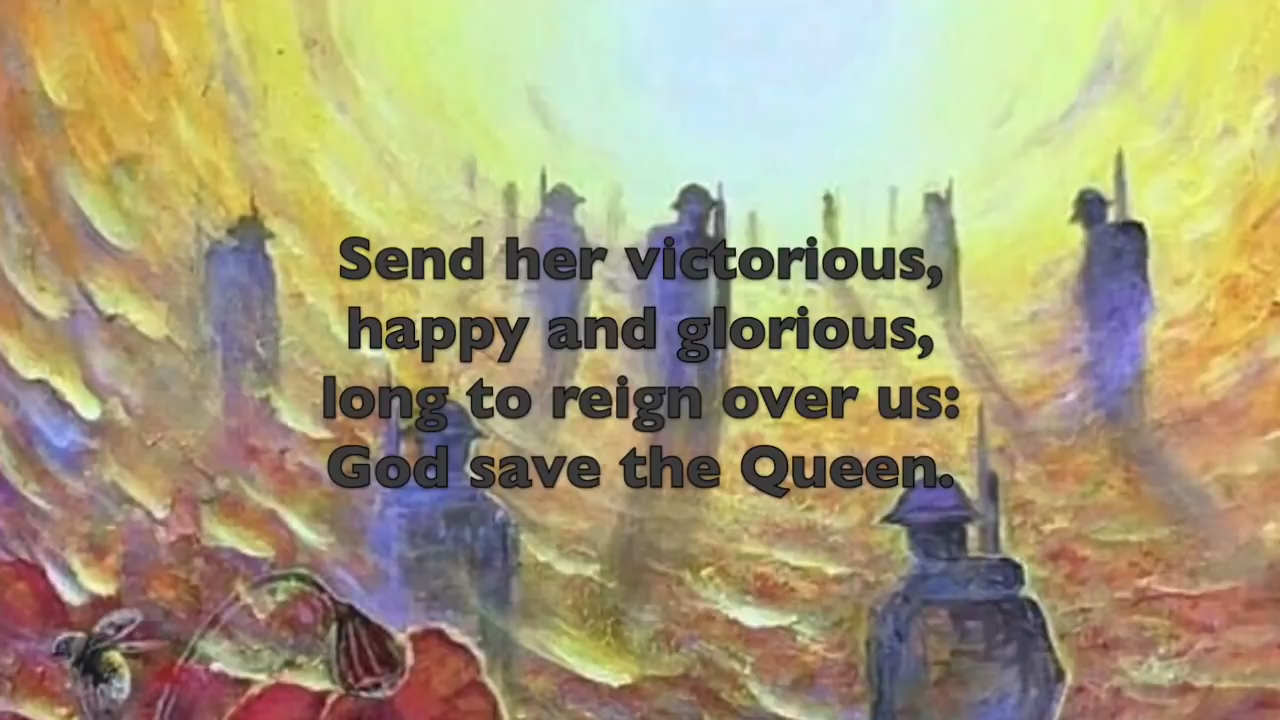 Send her victorious,
happy and glorious,
long to reign over us:
God save the Queen.